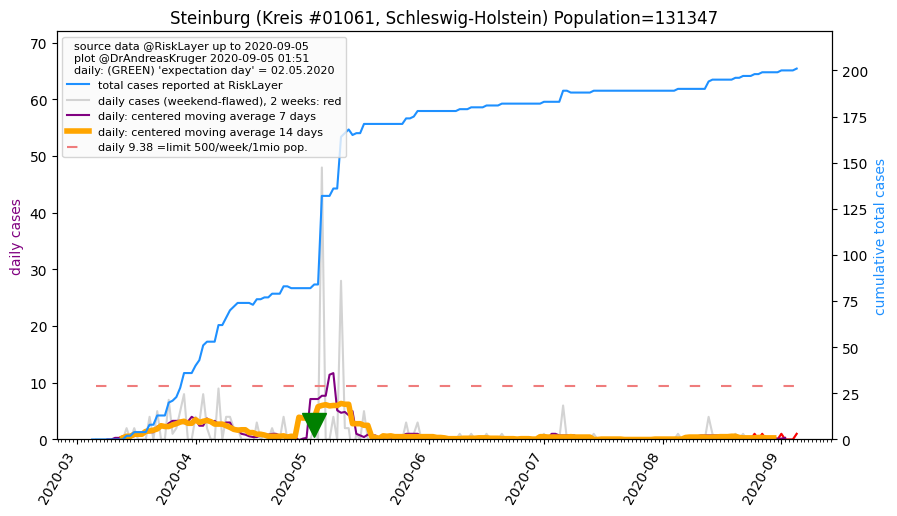 Steinburg (Kreis #01061, Schleswig-Holstein) Population=131347
source data @RiskLayer up to 2020-09-05
plot @DrAndreasKruger 2020-09-05 01:51
daily: (GREEN) 'expectation day' = 02.05.2020
total cases reported at RiskLayer
daily cases (weekend-flawed), 2 weeks: red
daily: centered moving average 7 days
daily: centered moving average 14 days
daily 9.38 =limit 500/week/1mio pop.
daily cases
70
60
50
40
30
20
10
0
cumulative total cases
200
175
150
125
100
75
50
25
0
2020-03
2020-04
2020-05
2020-06
2020-07
2020-08
2020-09